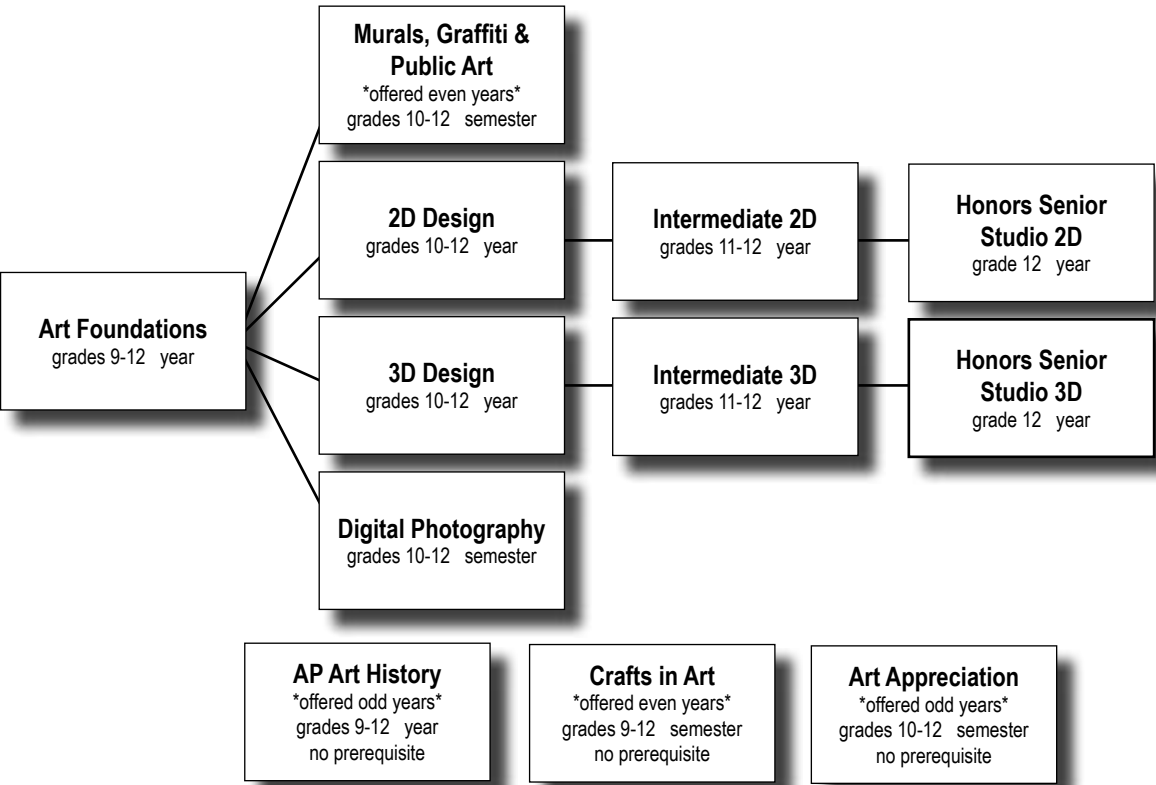 Murals, Graffiti &
Public Art
*offered even years*
grades 10-12 semester
2D Design
grades 10-12 year
Intermediate 2D
grades 11-12 year
Honors Senior
Studio 2D
grade 12 year
Art Foundations
grades 9-12 year
3D Design
grades 10-12 year
Intermediate 3D
grades 11-12 year
Honors Senior
Studio 3D
grade 12 year
Digital Photography
grades 10-12 semester
AP Art History
*offered odd years*
grades 9-12 year
no prerequisite
Crafts in Art
*offered even years*
grades 9-12 semester
no prerequisite
Art Appreciation
*offered odd years*
grades 10-12 semester
no prerequisite